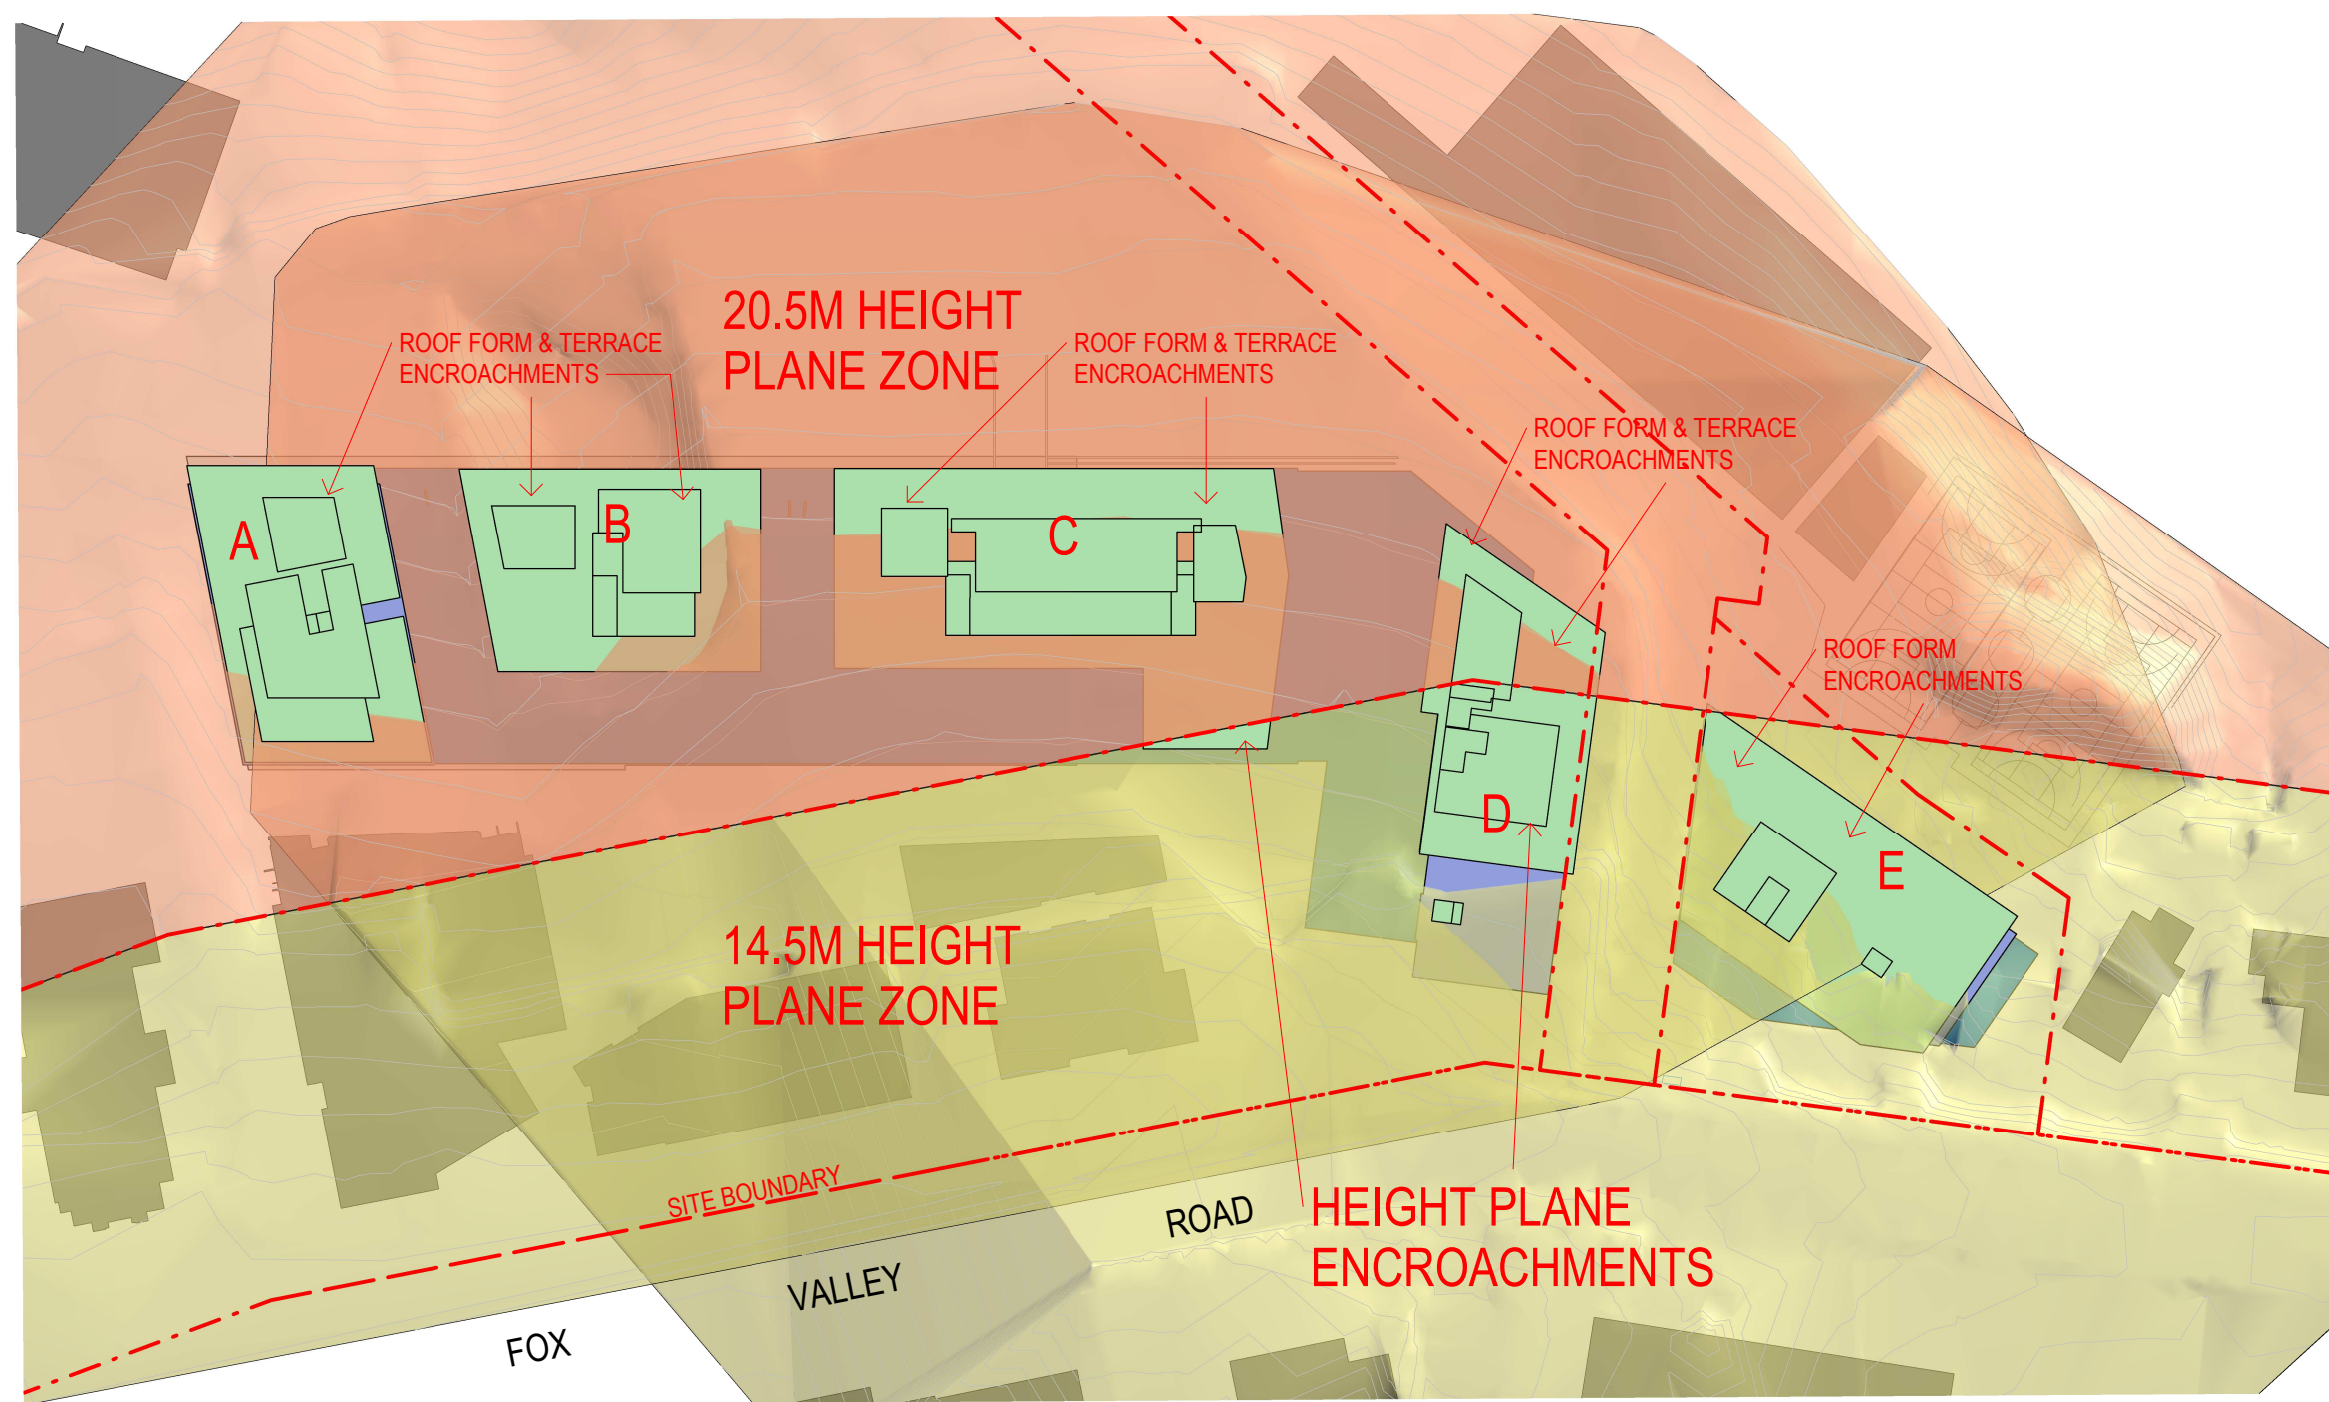 20.5M HEIGHT
PLANE ZONE
ROOF FORM & TERRACE
ENCROACHMENTS
ROOF FORM & TERRACE
ENCROACHMENTS
ROOF FORM & TERRACE
ENCROACHMENTS
A
B
C
ROOF FORM
ENCROACHMENTS
D
E
14.5M HEIGHT
PLANE ZONE
SITE BOUNDARY
HEIGHT PLANE
ENCROACHMENTS
FOX
VALLEY
ROAD